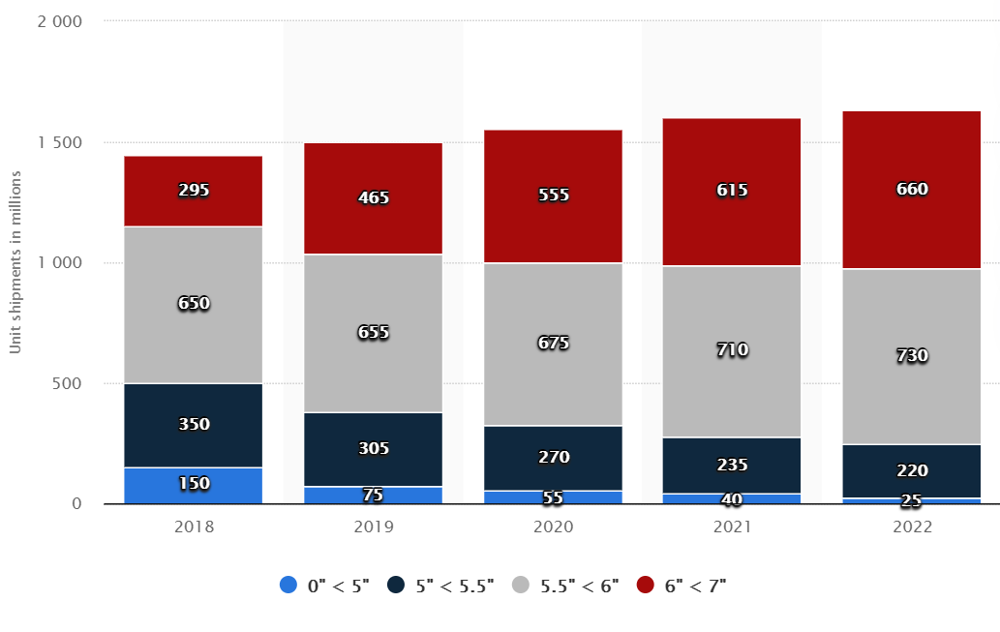 2 000
1 500
1 000
500
0
Unit shipments in millions
295 465 555 615 660
650 655 675 710 730
350 305 270 235 220
150 75 55 40 25
2018 2019 2020 2021 2022
0" < 5" 5" < 5.5" 5.5" < 6" 6" < 7"